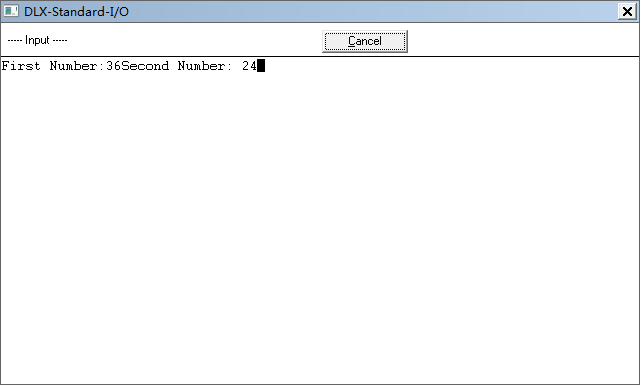 DLX-Standard-I/O
----- Input -----
Cancel
First Number:36Second Number: 24